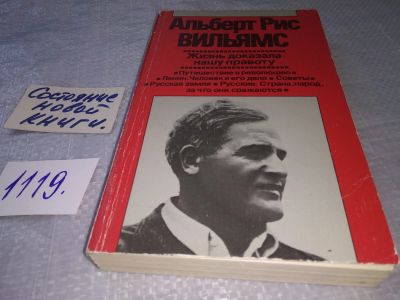 Альберт Рис
ВИЛЬЯМС
Жизнь доказала
нашу правоту
«Путешествие в революцию»
«Ленин. Человек и его дело» «Советы»
«Русская земля» «Русские. Страна, народ,
за что они сражаются»
Состояние
новой
книги.
1119.